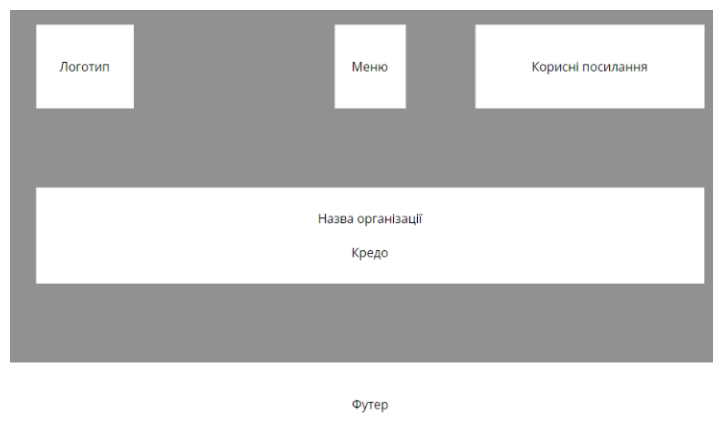 Логотип
Меню
Корисні посилання
Назва організації
Кредо
Футер